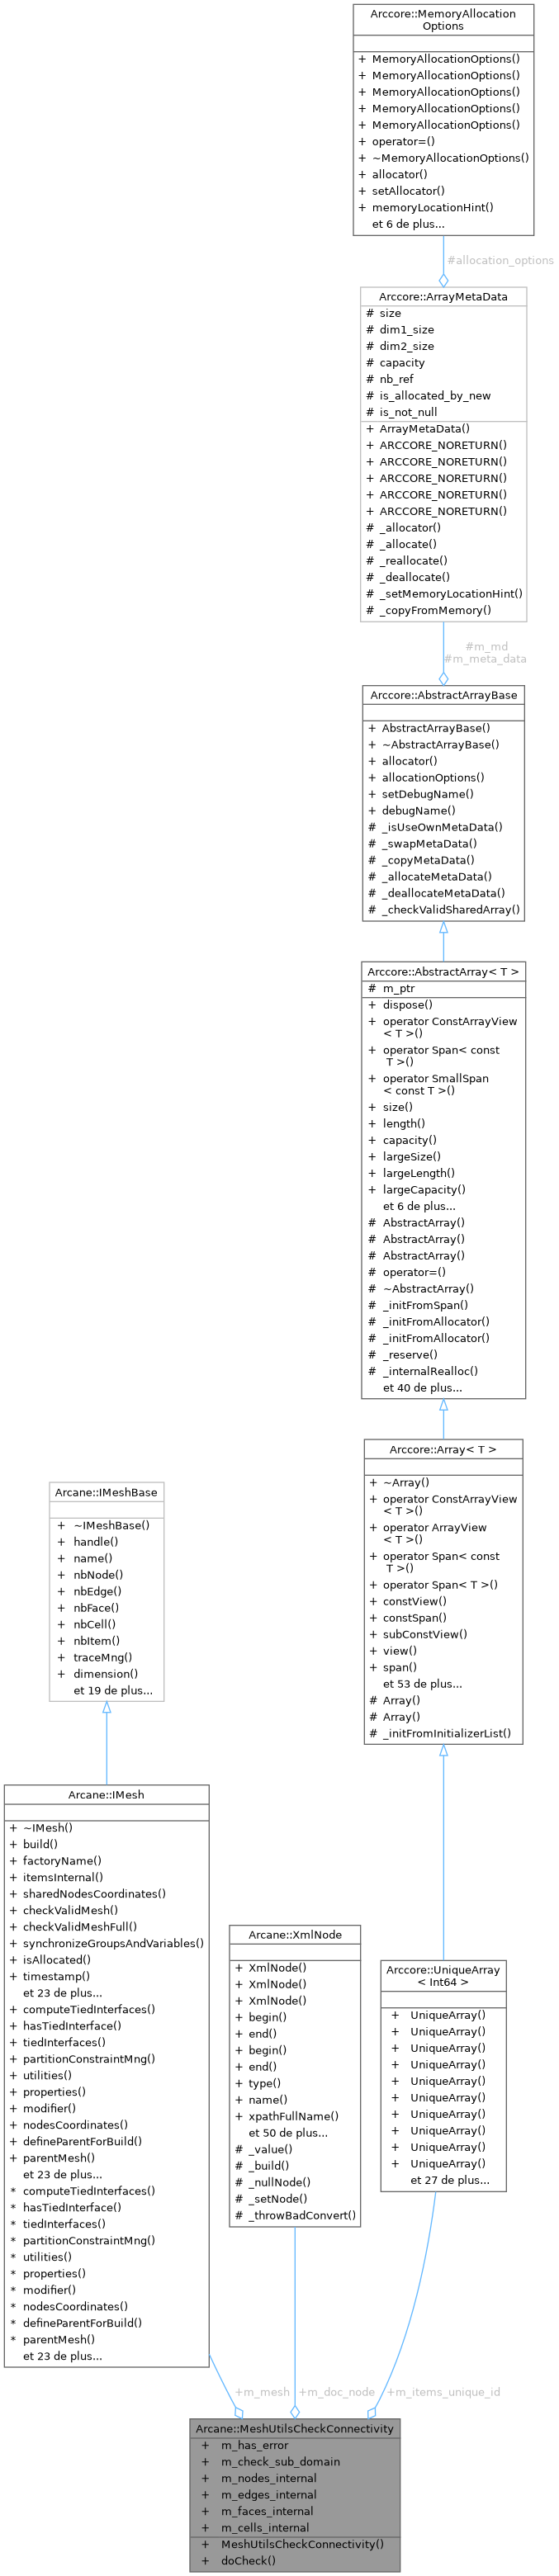 Arccore::MemoryAllocation
Options
+ MemoryAllocationOptions()
+ MemoryAllocationOptions()
+ MemoryAllocationOptions()
+ MemoryAllocationOptions()
+ MemoryAllocationOptions()
+ operator=()
+ ~MemoryAllocationOptions()
+ allocator()
+ setAllocator()
+ memoryLocationHint()
et 6 de plus...
#allocation_options
Arccore::ArrayMetaData
# size
# dim1_size
# dim2_size
# capacity
# nb_ref
# is_allocated_by_new
# is_not_null
+ ArrayMetaData()
+ ARCCORE_NORETURN()
+ ARCCORE_NORETURN()
+ ARCCORE_NORETURN()
+ ARCCORE_NORETURN()
+ ARCCORE_NORETURN()
# _allocator()
# _allocate()
# _reallocate()
# _deallocate()
# _setMemoryLocationHint()
# _copyFromMemory()
#m_md
#m_meta_data
Arccore::AbstractArrayBase
+ AbstractArrayBase()
+ ~AbstractArrayBase()
+ allocator()
+ allocationOptions()
+ setDebugName()
+ debugName()
# _isUseOwnMetaData()
# _swapMetaData()
# _copyMetaData()
# _allocateMetaData()
# _deallocateMetaData()
# _checkValidSharedArray()
Arccore::AbstractArray< T >
# m_ptr
+ dispose()
+ operator ConstArrayView
< T >()
+ operator Span< const
T >()
+ operator SmallSpan
< const T >()
+ size()
+ length()
+ capacity()
+ largeSize()
+ largeLength()
+ largeCapacity()
et 6 de plus...
# AbstractArray()
# AbstractArray()
# AbstractArray()
# operator=()
# ~AbstractArray()
# _initFromSpan()
# _initFromAllocator()
# _initFromAllocator()
# _reserve()
# _internalRealloc()
et 40 de plus...
Arccore::Array< T >
+ ~Array()
+ operator ConstArrayView
< T >()
+ operator ArrayView
< T >()
+ operator Span< const
T >()
+ operator Span< T >()
+ constView()
+ constSpan()
+ subConstView()
+ view()
+ span()
et 53 de plus...
# Array()
# Array()
# _initFromInitializerList()
Arcane::IMeshBase
+ ~IMeshBase()
+ handle()
+ name()
+ nbNode()
+ nbEdge()
+ nbFace()
+ nbCell()
+ nbItem()
+ traceMng()
+ dimension()
et 19 de plus...
Arcane::IMesh
+ ~IMesh()
+ build()
+ factoryName()
+ itemsInternal()
+ sharedNodesCoordinates()
+ checkValidMesh()
+ checkValidMeshFull()
+ synchronizeGroupsAndVariables()
+ isAllocated()
+ timestamp()
et 23 de plus...
+ computeTiedInterfaces()
+ hasTiedInterface()
+ tiedInterfaces()
+ partitionConstraintMng()
+ utilities()
+ properties()
+ modifier()
+ nodesCoordinates()
+ defineParentForBuild()
+ parentMesh()
et 23 de plus...
* computeTiedInterfaces()
* hasTiedInterface()
* tiedInterfaces()
* partitionConstraintMng()
* utilities()
* properties()
* modifier()
* nodesCoordinates()
* defineParentForBuild()
* parentMesh()
et 23 de plus...
Arcane::XmlNode
+ XmlNode()
+ XmlNode()
+ XmlNode()
+ begin()
+ end()
+ begin()
+ end()
+ type()
+ name()
+ xpathFullName()
et 50 de plus...
# _value()
# _build()
# _nullNode()
# _setNode()
# _throwBadConvert()
Arccore::UniqueArray
< Int64 >
+ UniqueArray()
+ UniqueArray()
+ UniqueArray()
+ UniqueArray()
+ UniqueArray()
+ UniqueArray()
+ UniqueArray()
+ UniqueArray()
+ UniqueArray()
+ UniqueArray()
et 27 de plus...
+m_mesh
+m_doc_node
+m_items_unique_id
Arcane::MeshUtilsCheckConnectivity
+ m_has_error
+ m_check_sub_domain
+ m_nodes_internal
+ m_edges_internal
+ m_faces_internal
+ m_cells_internal
+ MeshUtilsCheckConnectivity()
+ doCheck()